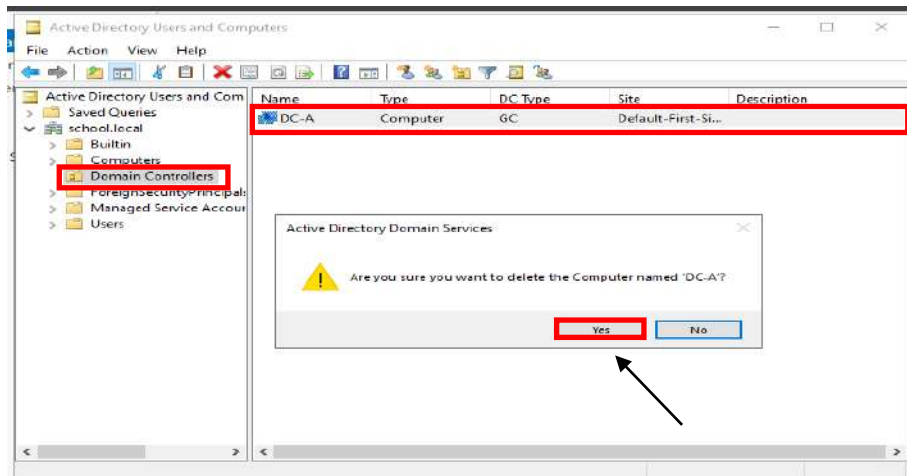 Active Directory Users and Computers
File Action View Help
Active Directory Users and Com
Saved Queries
school.local
Builtin
Computers
Domain Controllers
ForeignSecurityPrincipals
Managed Service Accour
Users
Name Type DC Type Site Description
DC-A Computer GC Default-First-Si...
Active Directory Domain Services
Are you sure you want to delete the Computer named 'DC-A'?
Yes No